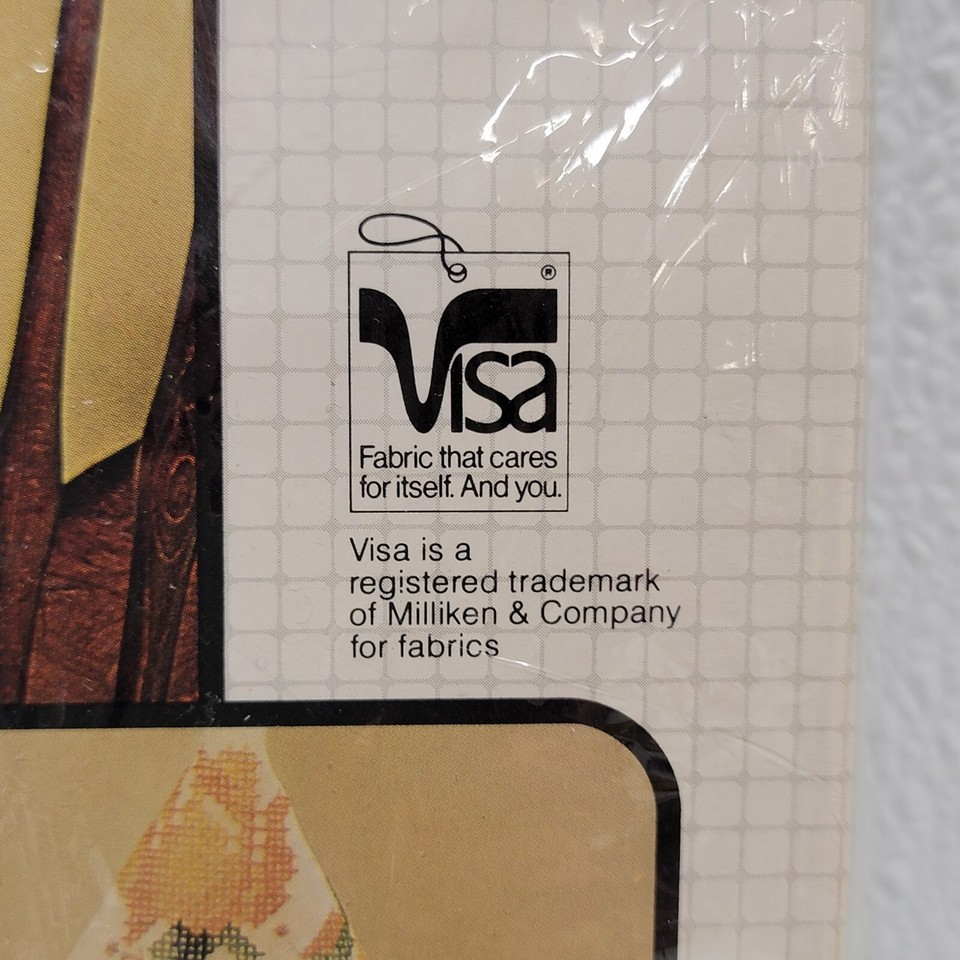 ®
Visa
Fabric that cares
for itself. And you.
Visa is a
registered trademark
of Milliken & Company
for fabrics